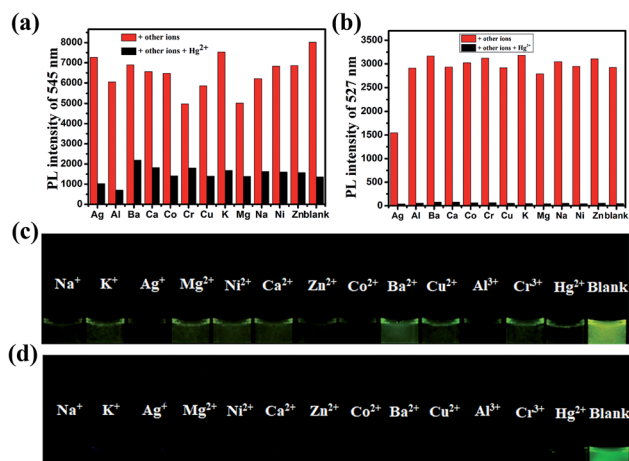 (a)
+ other ions
+ other ions + Hg2+
PL intensity of 545 nm
8000
7000
6000
5000
4000
3000
2000
1000
0
Ag Al Ba Ca Co Cr Cu K Mg Na Ni Zn blank
(b)
+ other ions
+ other ions + Hg2+
PL intensity of 527 nm
3500
3000
2500
2000
1500
1000
500
0
Ag Al Ba Ca Co Cr Cu K Mg Na Ni Zn blank
(c)
Na+ K+ Ag+ Mg2+ Ni2+ Ca2+ Zn2+ Co2+ Ba2+ Cu2+ Al3+ Cr3+ Hg2+ Blank
(d)
Na+ K+ Ag+ Mg2+ Ni2+ Ca2+ Zn2+ Co2+ Ba2+ Cu2+ Al3+ Cr3+ Hg2+ Blank